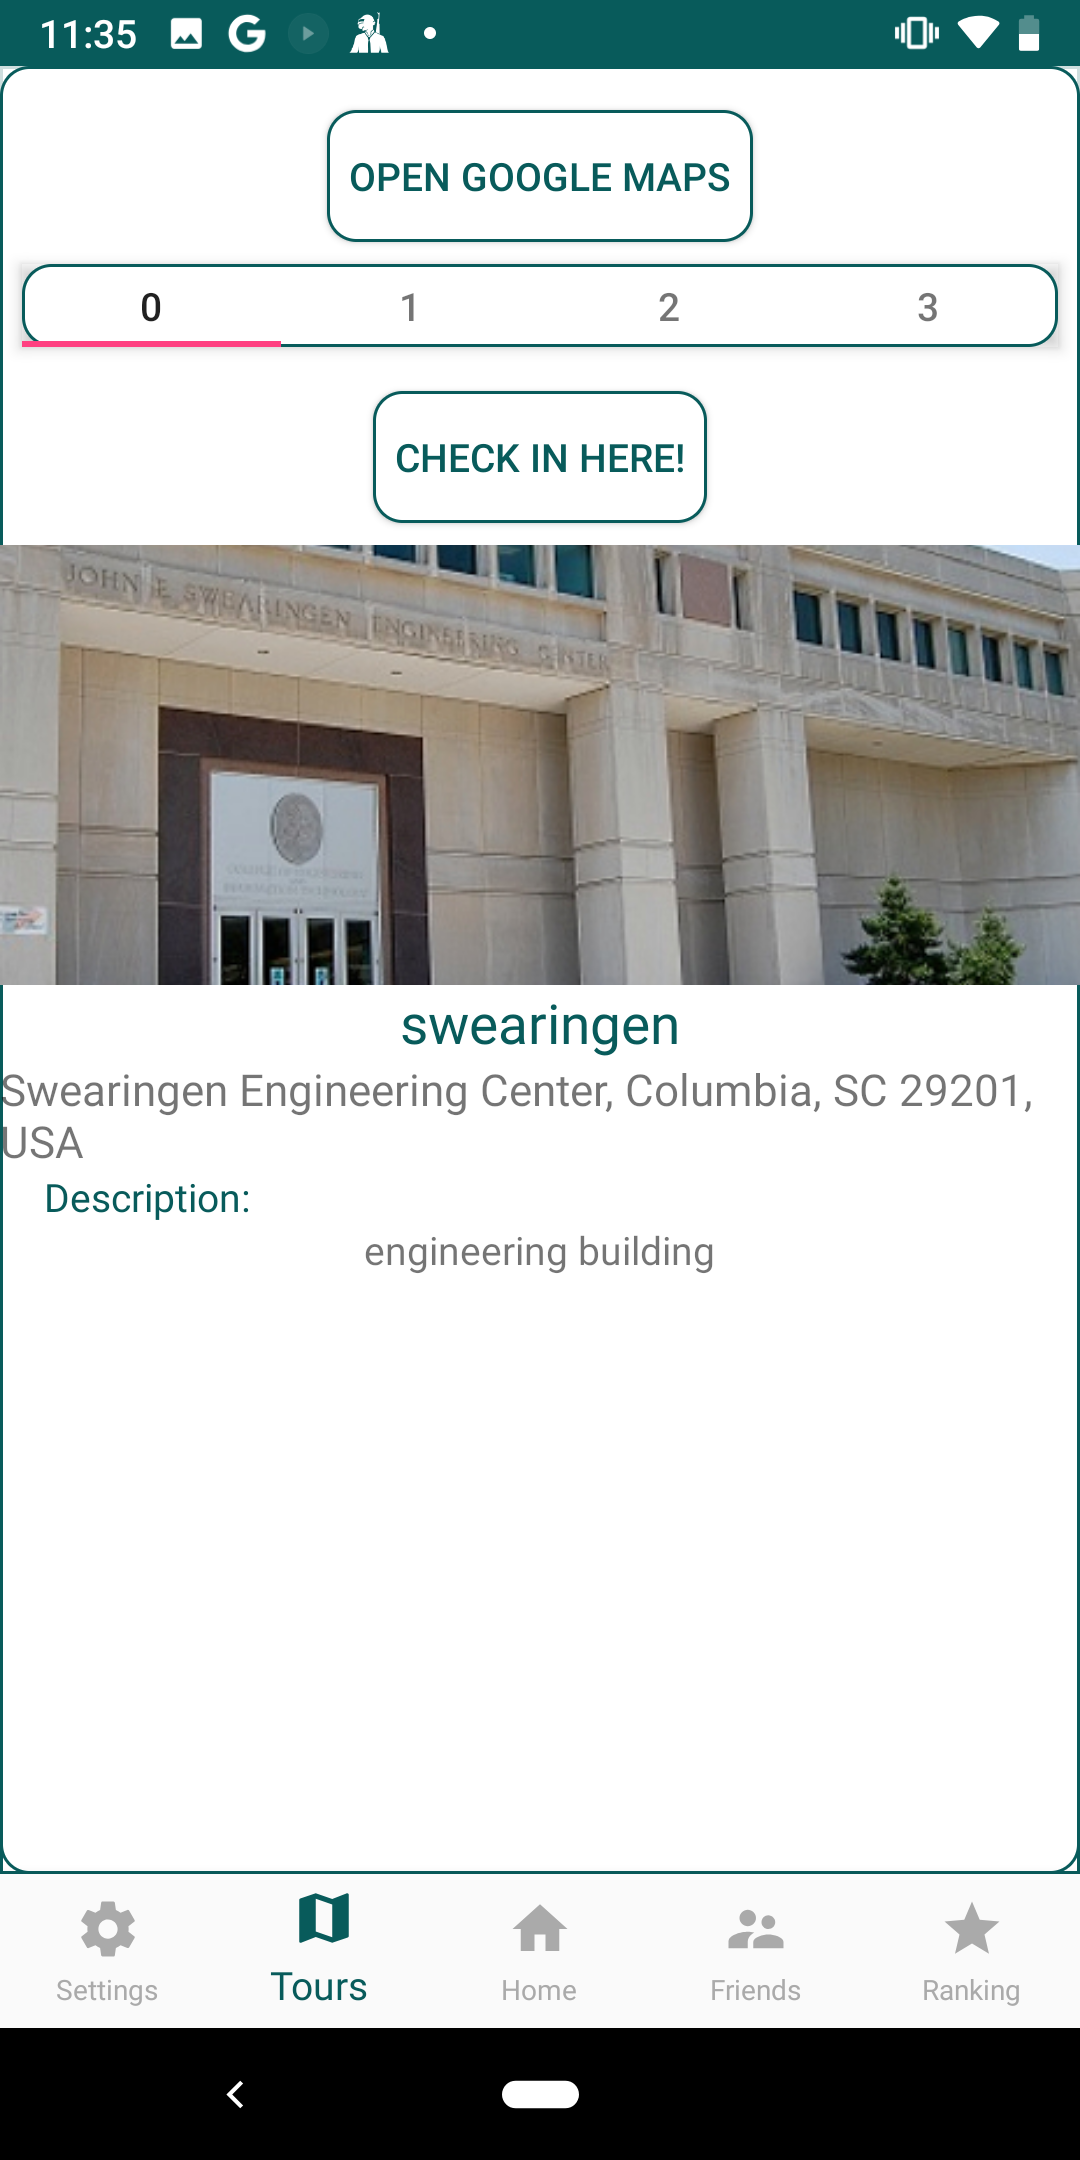 11:35
OPEN GOOGLE MAPS
0 1 2 3
CHECK IN HERE!
JOHN E SWEARINGEN ENGINEERING CENTER
swearingen
Swearingen Engineering Center, Columbia, SC 29201,
USA
Description:
engineering building
Settings Tours Home Friends Ranking